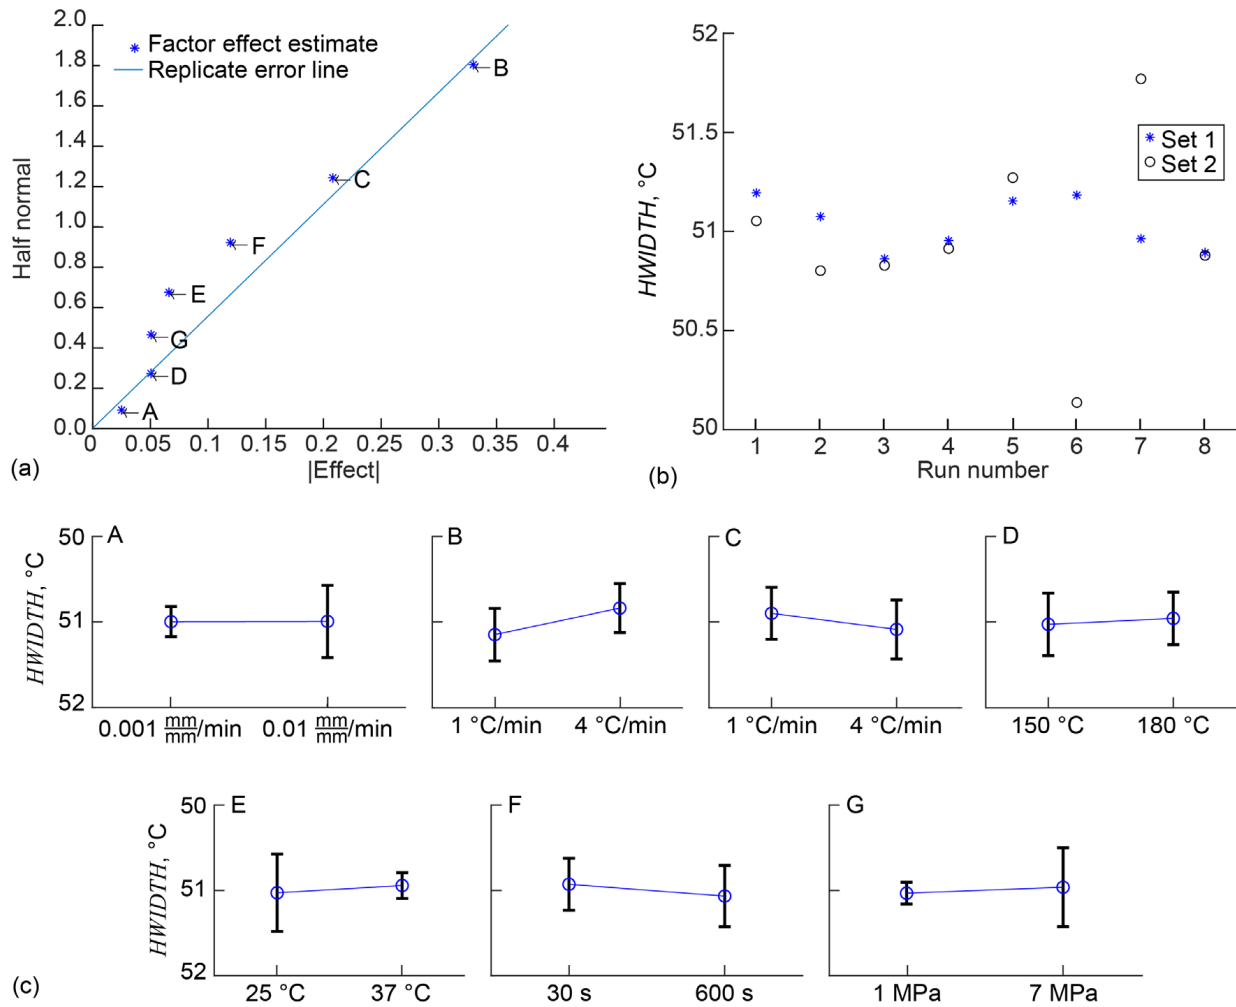 2.0
1.8
1.6
1.4
1.2
1.0
0.8
0.6
0.4
0.2
0.0
Half normal
Factor effect estimate
Replicate error line
B
C
F
E
G
D
A
0 0.05 0.1 0.15 0.2 0.25 0.3 0.35 0.4
|Effect|
(a)
52
51.5
51
50.5
50
HWIDTH, °C
Set 1
Set 2
1 2 3 4 5 6 7 8
Run number
(b)
A B C D
50
51
52
HWIDTH, °C
0.001 mm/mm/min 0.01 mm/mm/min
1 °C/min 4 °C/min
1 °C/min 4 °C/min
150 °C 180 °C
E F G
50
51
52
HWIDTH, °C
25 °C 37 °C
30 s 600 s
1 MPa 7 MPa
(c)